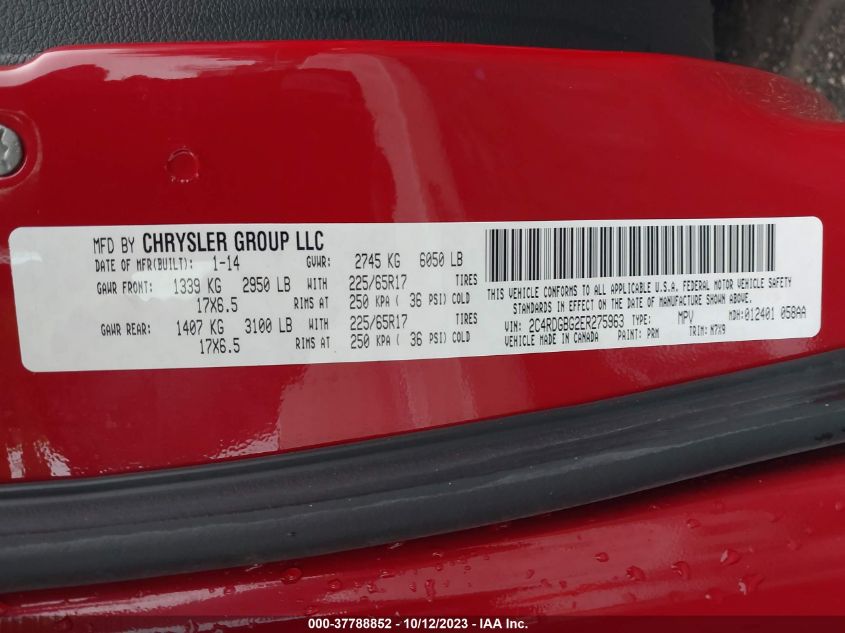 MFD BY CHRYSLER GROUP LLC
DATE OF MFR(BUILT): 1-14 GVWR: 2745 KG 6050 LB
GAWR FRONT: 1339 KG 2950 LB WITH 225/65R17 TIRES
17X6.5 RIMS AT 250 KPA ( 36 PSI) COLD
GAWR REAR: 1407 KG 3100 LB WITH 225/65R17 TIRES
17X6.5 RIMS AT 250 KPA ( 36 PSI) COLD
THIS VEHICLE CONFORMS TO ALL APPLICABLE U.S.A. FEDERAL MOTOR VEHICLE SAFETY
STANDARDS IN EFFECT ON THE DATE OF MANUFACTURE SHOWN ABOVE.
VIN: 2C4RDGBG2ER275963 TYPE: MPV MDH:012401 058AA
VEHICLE MADE IN CANADA PAINT: PRM TRIM: N7X9
000-37788852 - 10/12/2023 - IAA Inc.